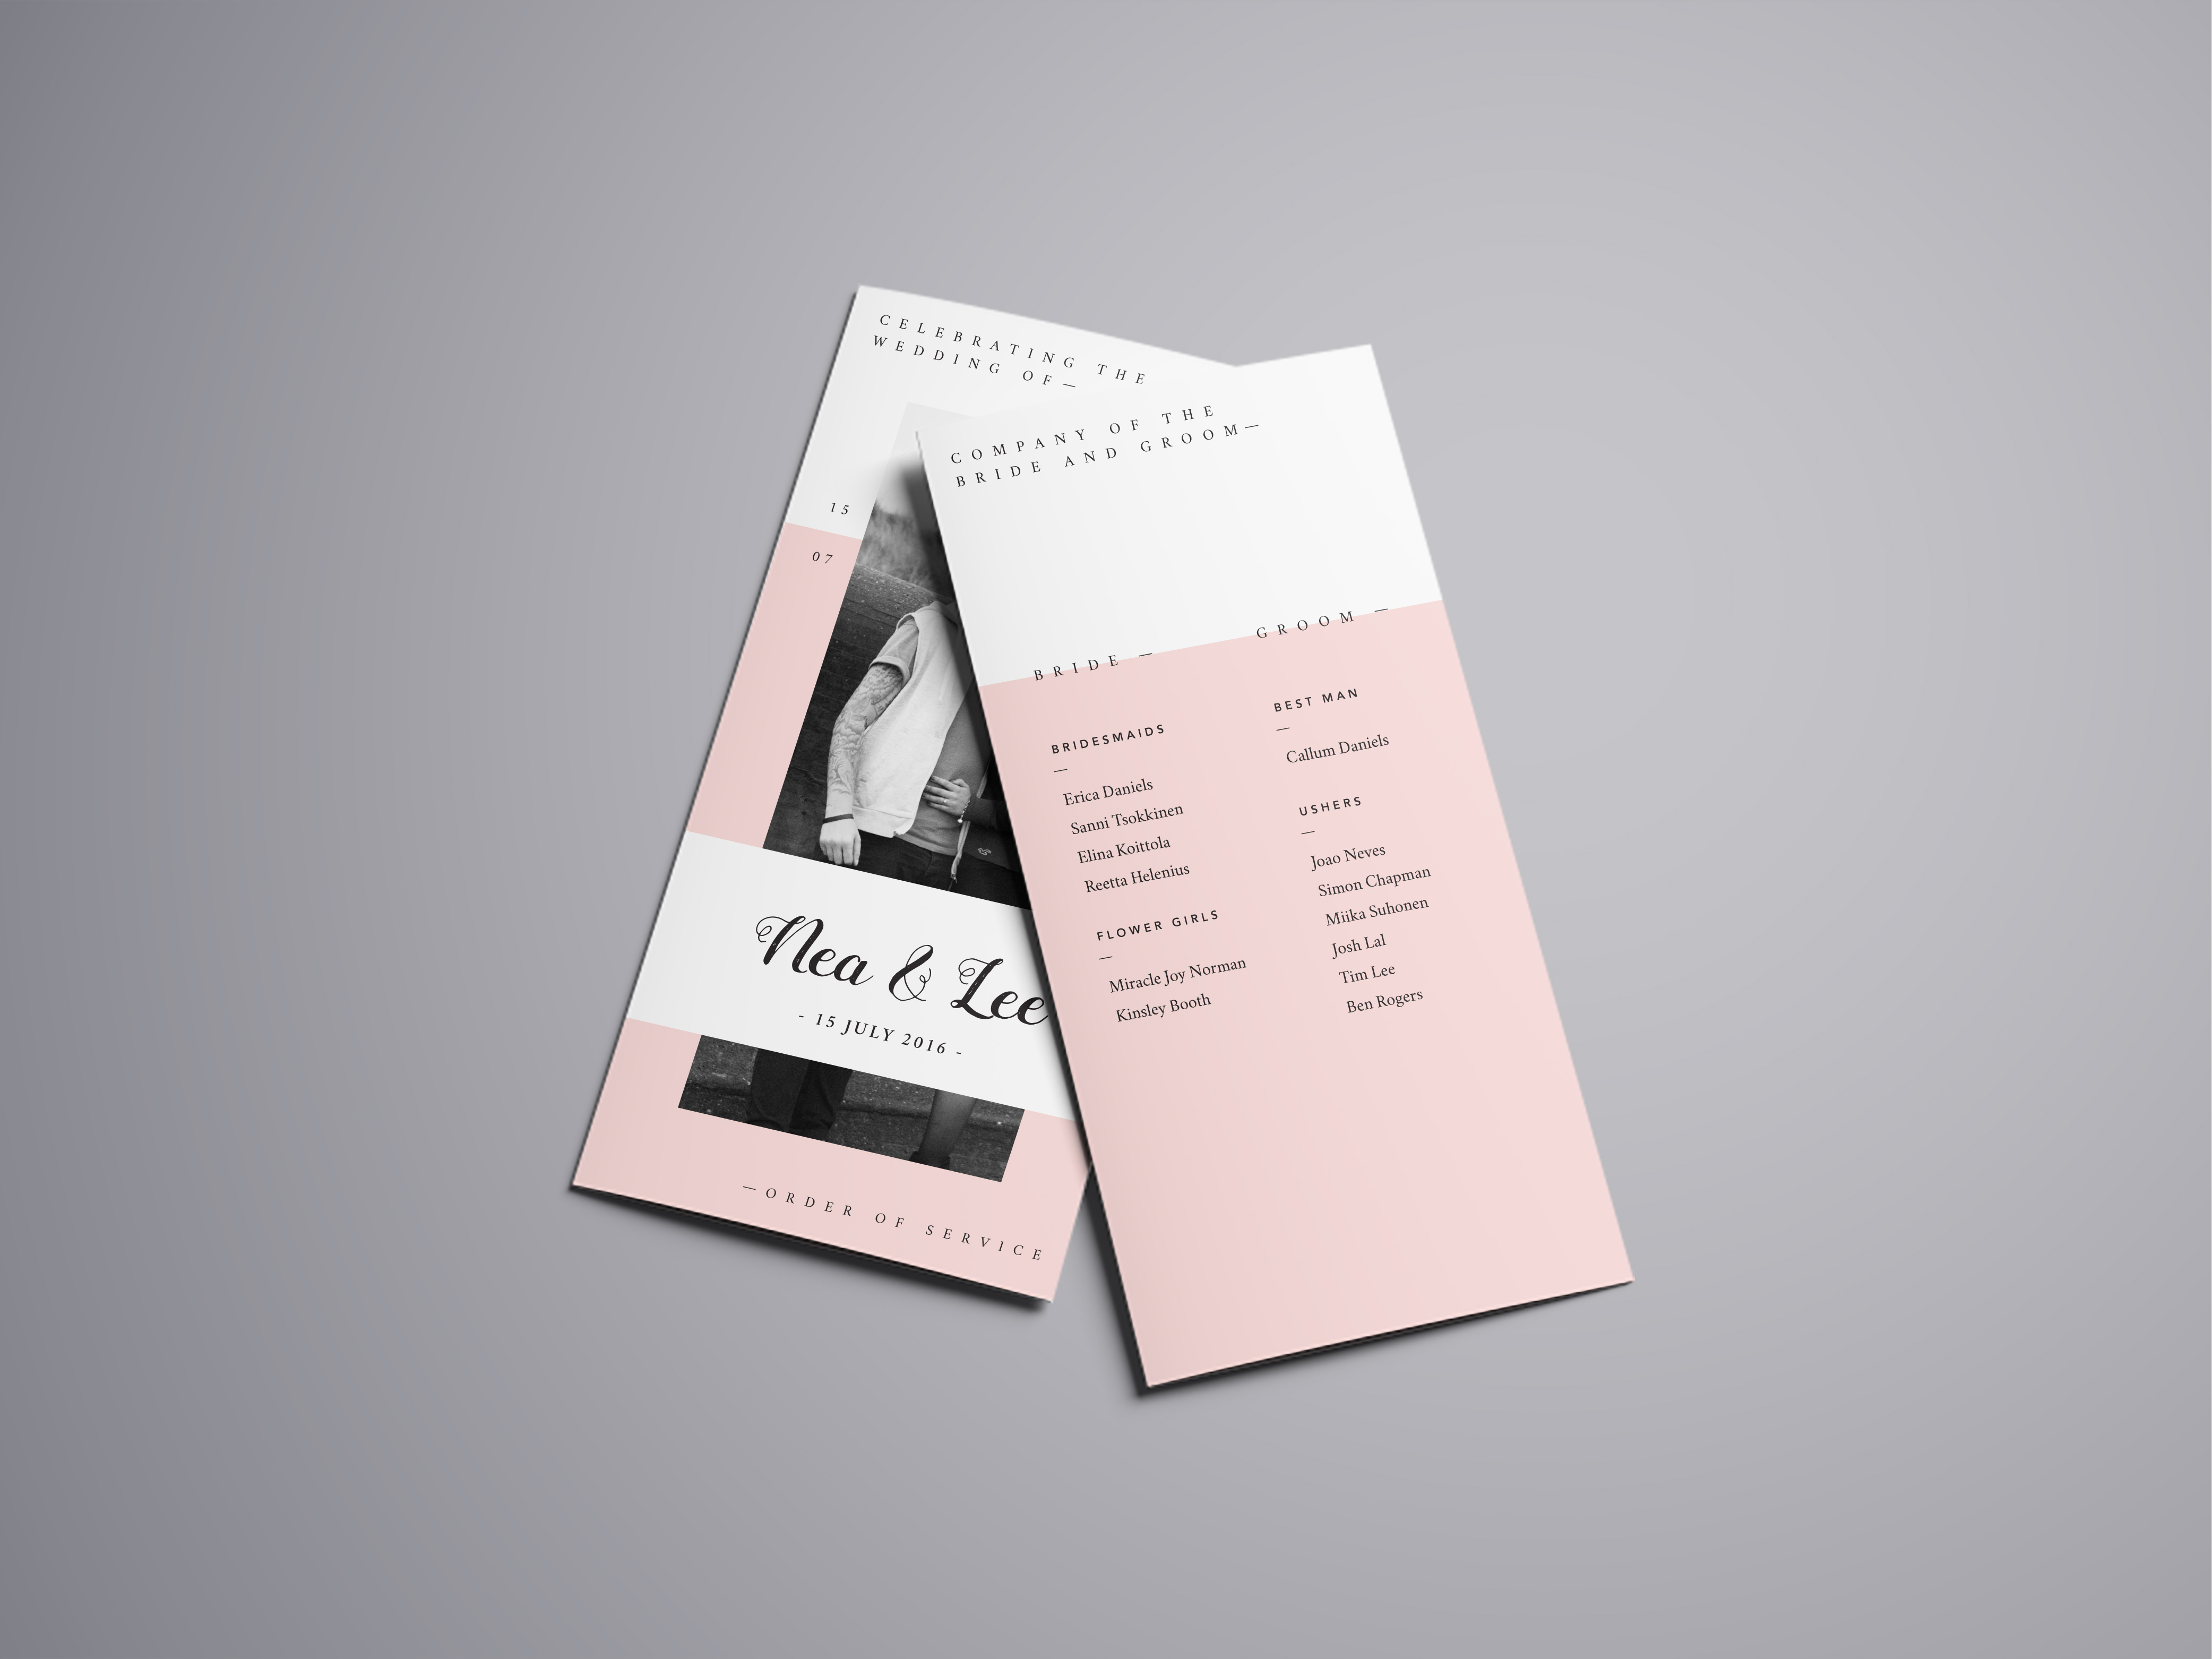 CELEBRATING THE
WEDDING OF—
15
07
Nea & Lee
- 15 JULY 2016 -
—ORDER OF SERVICE
COMPANY OF THE
BRIDE AND GROOM—
BRIDE —
BRIDESMAIDS
—
Erica Daniels
Sanni Tsokkinen
Elina Koittola
Reetta Helenius
FLOWER GIRLS
—
Miracle Joy Norman
Kinsley Booth
GROOM —
BEST MAN
—
Callum Daniels
USHERS
—
Joao Neves
Simon Chapman
Miika Suhonen
Josh Lal
Tim Lee
Ben Rogers